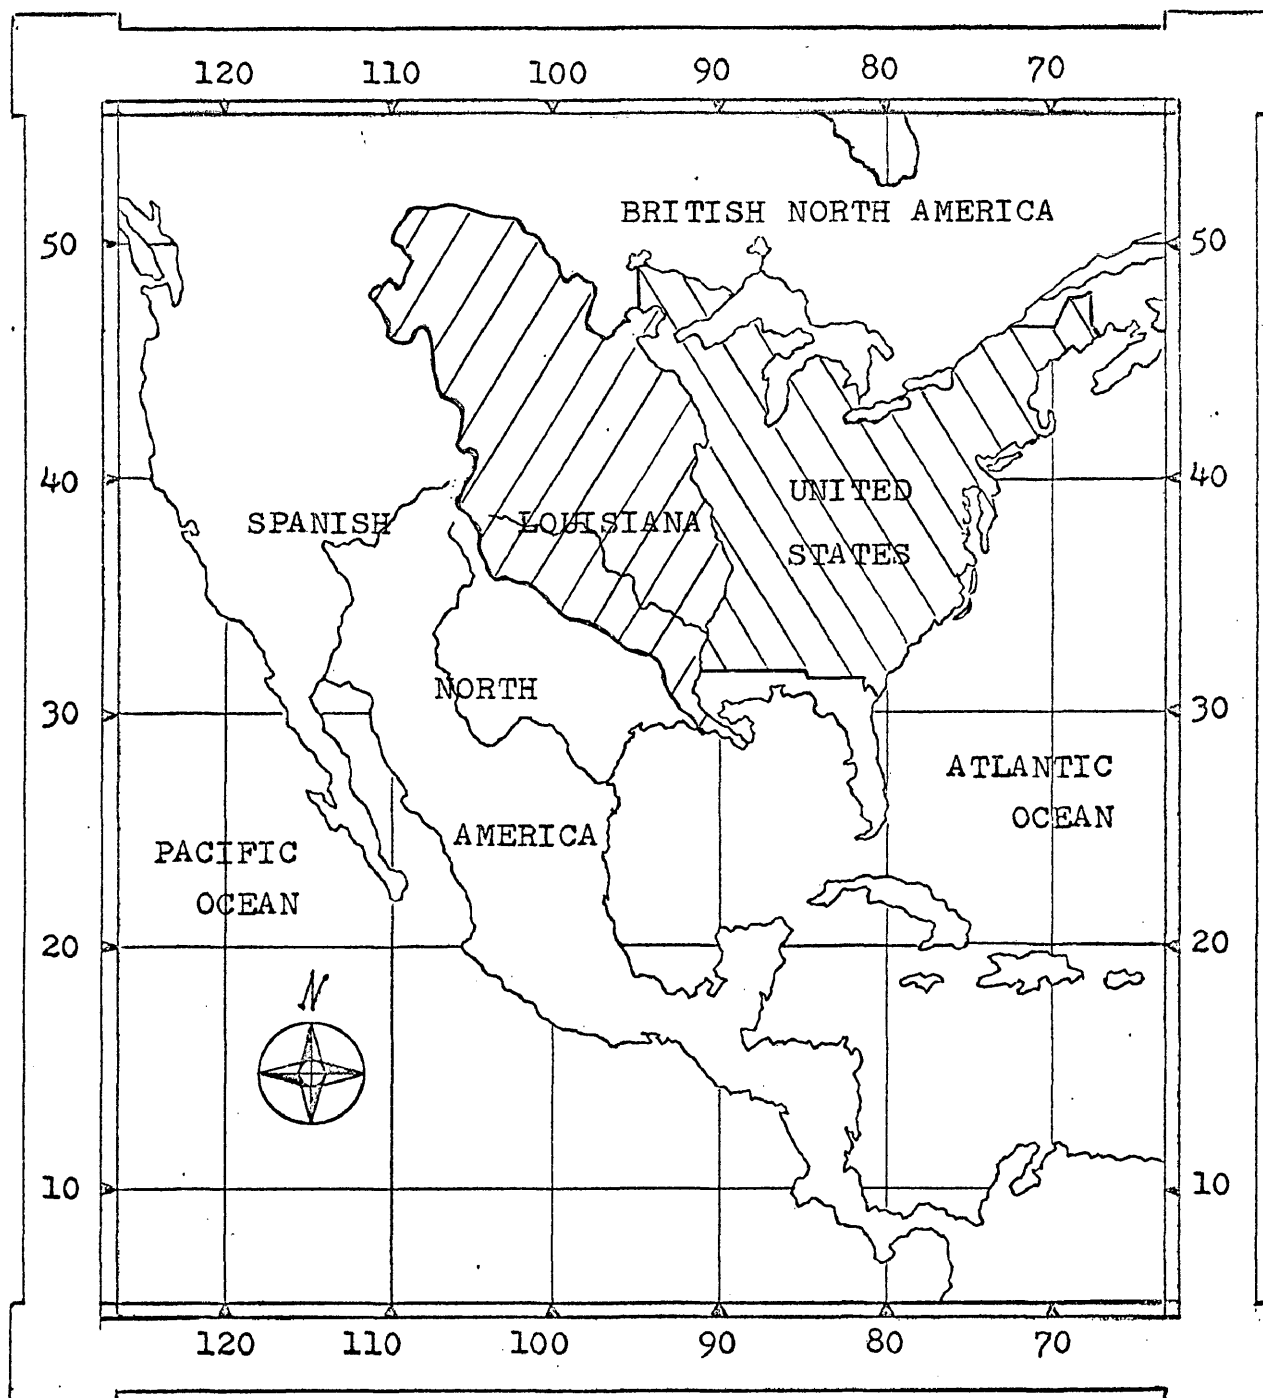 120 110 100 90 80 70
BRITISH NORTH AMERICA
50 50
40 40
UNITED
SPANISH LOUISIANA
STATES
NORTH
30 30
ATLANTIC
OCEAN
AMERICA
PACIFIC
OCEAN
20 20
N
10 10
120 110 100 90 80 70